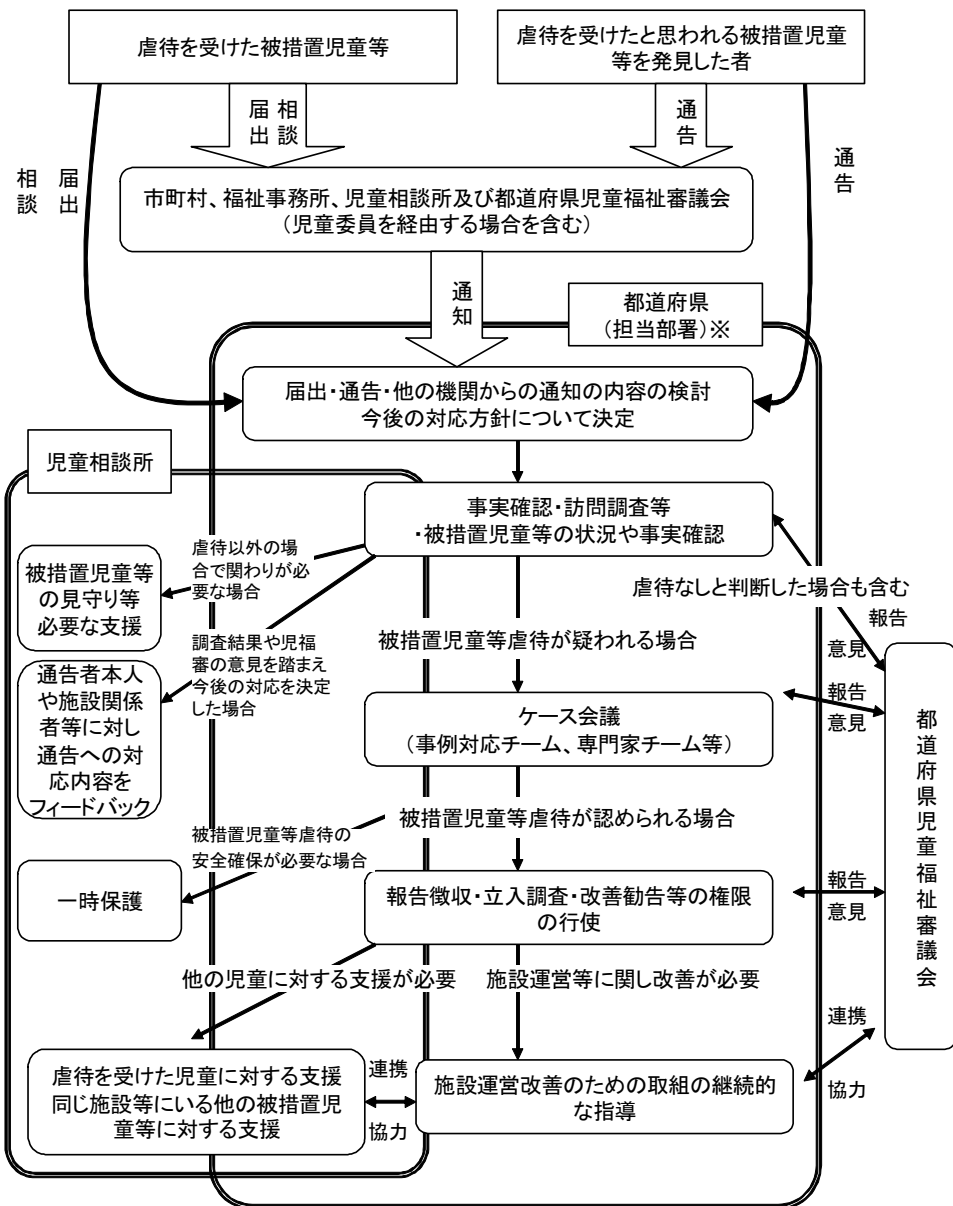 虐待を受けた被措置児童等
虐待を受けたと思われる被措置児童
等を発見した者
届出
相談
通告
相談
届出
通告
市町村、福祉事務所、児童相談所及び都道府県児童福祉審議会
(児童委員を経由する場合を含む)
通知
都道府県
(担当部署)※
届出・通告・他の機関からの通知の内容の検討
今後の対応方針について決定
児童相談所
事実確認・訪問調査等
・被措置児童等の状況や事実確認
虐待以外の場
合で関わりが必
要な場合
被措置児童等
の見守り等
必要な支援
虐待なしと判断した場合も含む
報告
意見
調査結果や児福
審の意見を踏まえ
今後の対応を決定
した場合
被措置児童等虐待が疑われる場合
通告者本人
や施設関係
者等に対し
通告への対
応内容を
フィードバック
報告
意見
ケース会議
(事例対応チーム、専門家チーム等)
都道府県児童福祉審議会
被措置児童等虐待の
安全確保が必要な場合
被措置児童等虐待が認められる場合
一時保護
報告徴収・立入調査・改善勧告等の権限
の行使
報告
意見
他の児童に対する支援が必要
施設運営等に関し改善が必要
連携
協力
虐待を受けた児童に対する支援
同じ施設等にいる他の被措置児
童等に対する支援
連携
協力
施設運営改善のための取組の継続的
な指導